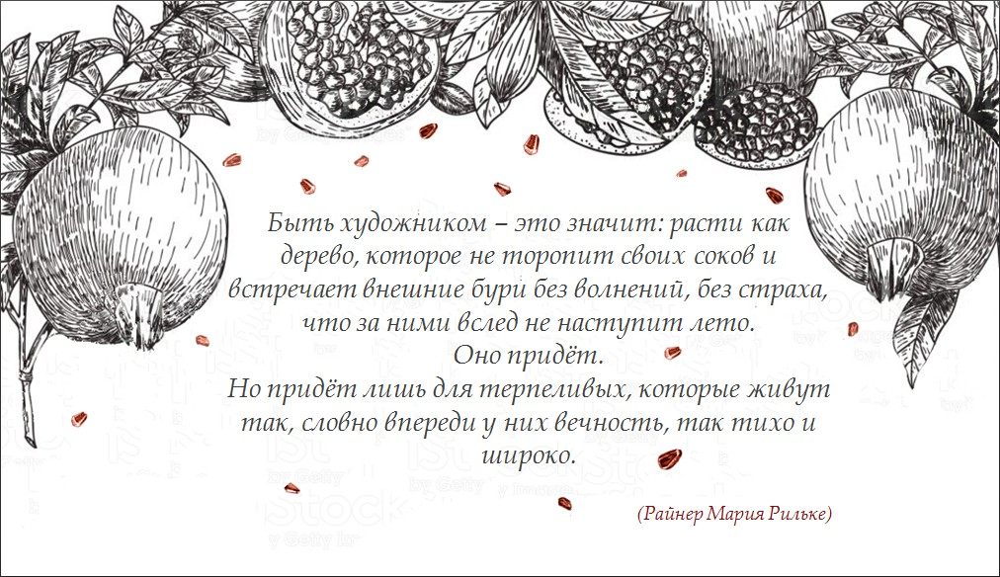 Быть художником – это значит: расти как
дерево, которое не торопит своих соков и
встречает внешние бури без волнений, без страха,
что за ними вслед не наступит лето.
Оно придёт.
Но придёт лишь для терпеливых, которые живут
так, словно впереди у них вечность, так тихо и
широко.
(Райнер Мария Рильке)